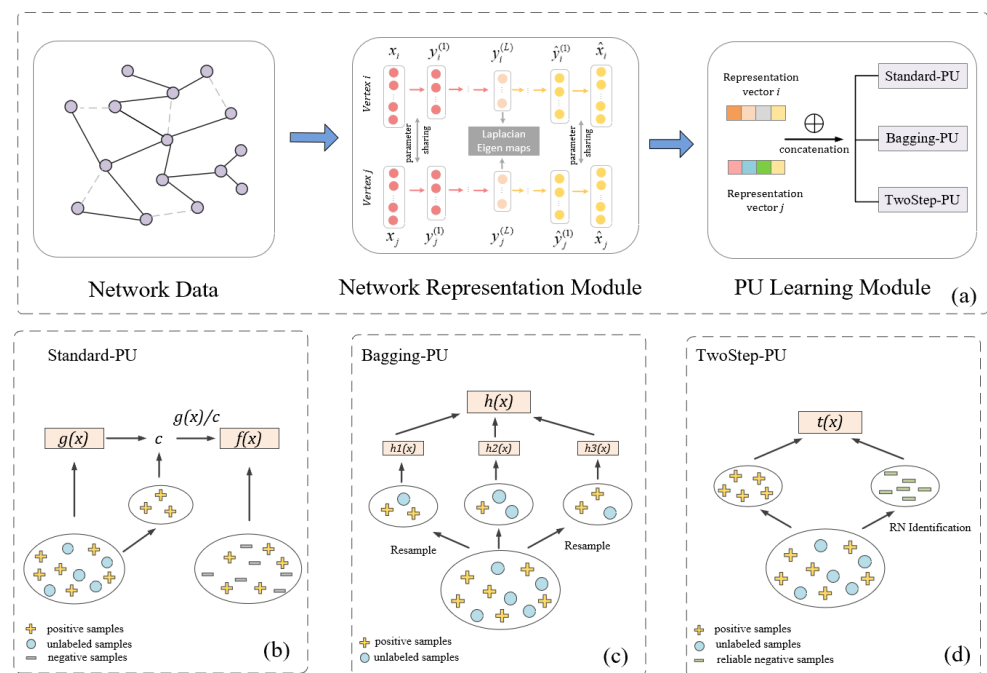 x_i
y_i^(1)
y_i^(L)
ŷ_i^(1)
x̂_i
Vertex i
parameter
sharing
Laplacian
Eigen maps
parameter
sharing
Vertex j
x_j
y_j^(1)
y_j^(L)
ŷ_j^(1)
x̂_j
Representation
vector i
concatenation
Representation
vector j
Standard-PU
Bagging-PU
TwoStep-PU
Network Data
Network Representation Module
PU Learning Module
(a)
Standard-PU
g(x)
c
g(x)/c
f(x)
positive samples
unlabeled samples
negative samples
(b)
Bagging-PU
h(x)
h1(x)
h2(x)
h3(x)
Resample
Resample
positive samples
unlabeled samples
(c)
TwoStep-PU
t(x)
RN Identification
positive samples
unlabeled samples
reliable negative samples
(d)